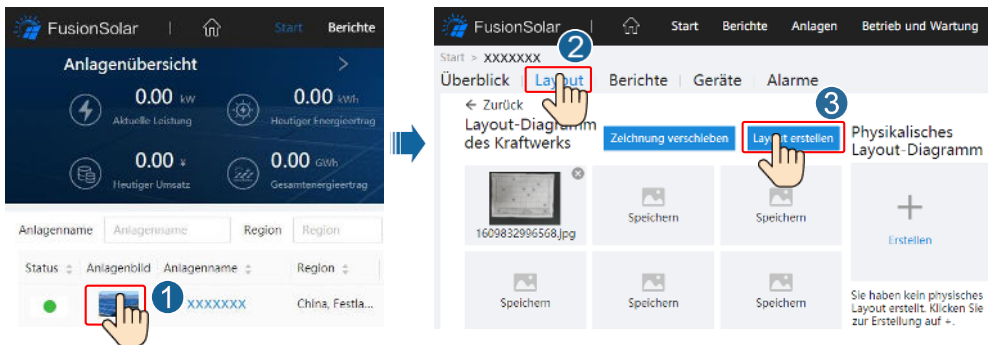 FusionSolar
Start
Berichte
Anlagenübersicht
>
0.00 kW
Aktuelle Leistung
0.00 kWh
Heutiger Energieertrag
0.00 ¥
Heutiger Umsatz
0.00 GWh
Gesamtenergieertrag
Anlagenname
Anlagenname
Region
Region
Status
Anlagenbild
Anlagenname
Region
1
XXXXXXX
China, Festla...
FusionSolar
Start
Berichte
Anlagen
Betrieb und Wartung
2
Start > XXXXXXX
Überblick
Layout
Berichte
Geräte
Alarme
← Zurück
3
Layout-Diagramm
des Kraftwerks
Zeichnung verschieben
Layout erstellen
Physikalisches
Layout-Diagramm
1609832996568.jpg
Speichern
Speichern
Erstellen
Speichern
Speichern
Speichern
Sie haben kein physisches
Layout erstellt. Klicken Sie
zur Erstellung auf +.